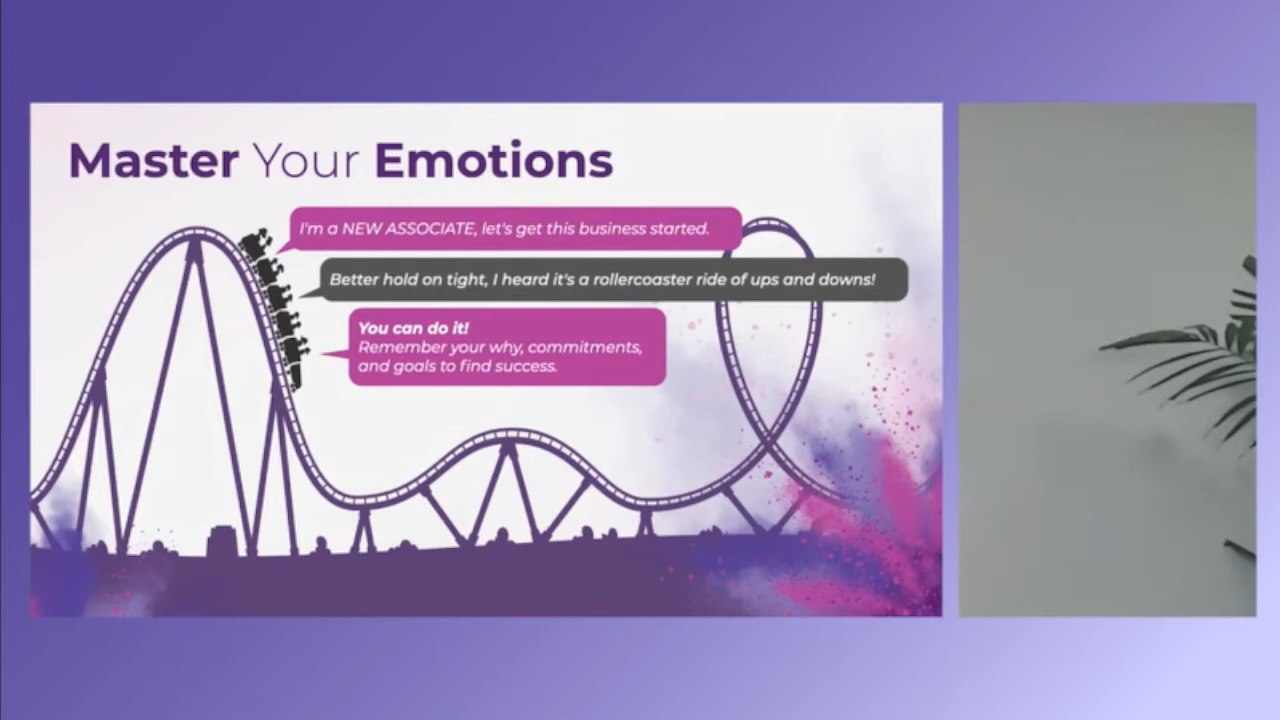 Master Your Emotions
I'm a NEW ASSOCIATE, let's get this business started.
Better hold on tight, I heard it's a rollercoaster ride of ups and downs!
You can do it!
Remember your why, commitments,
and goals to find success.